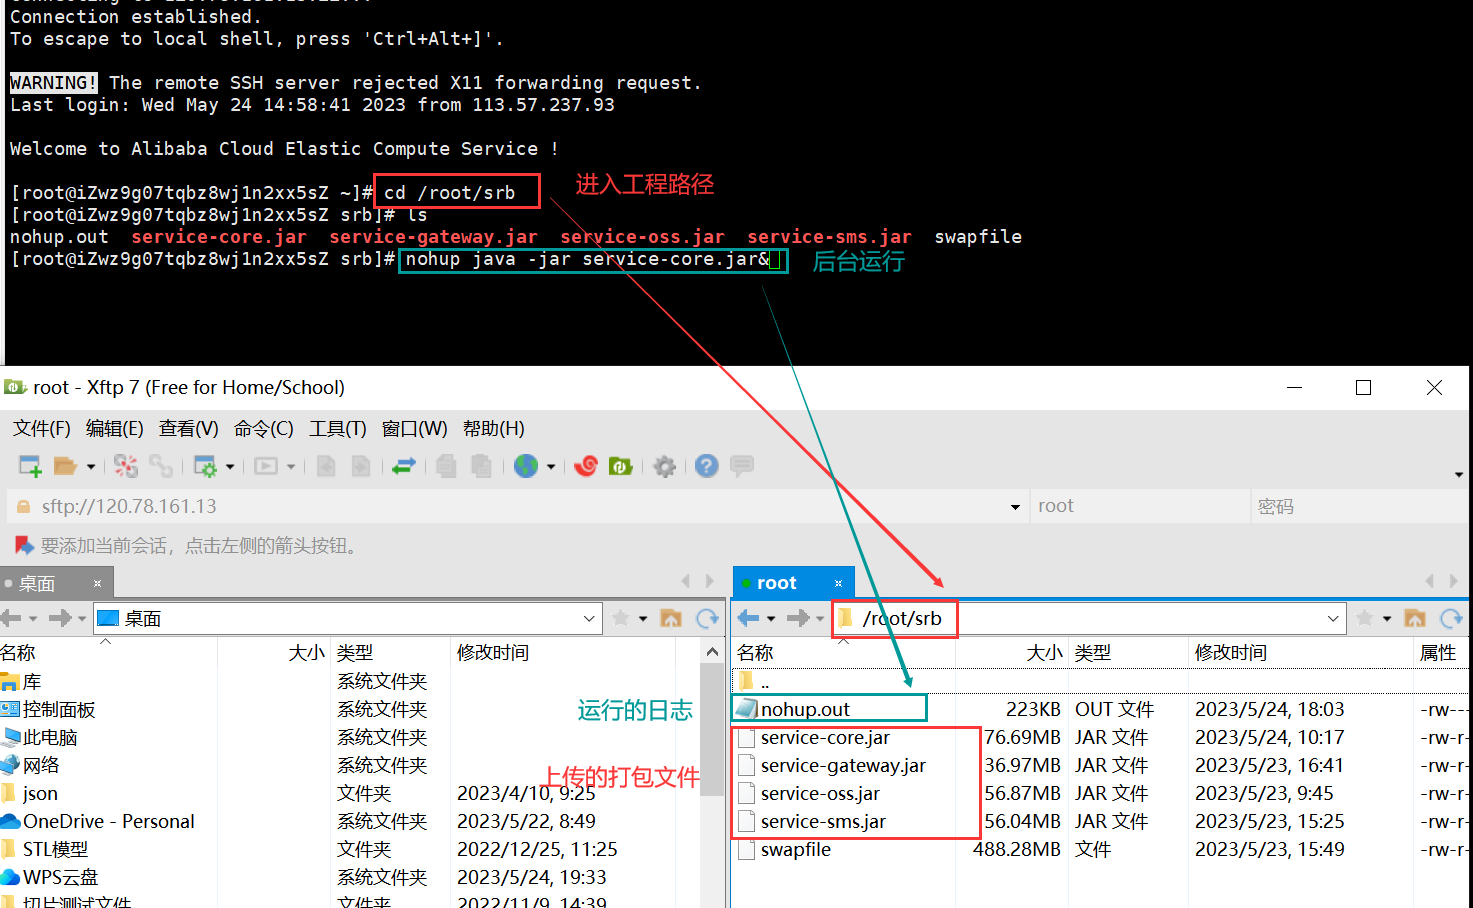 Connection established.
To escape to local shell, press 'Ctrl+Alt+]'.
WARNING! The remote SSH server rejected X11 forwarding request.
Last login: Wed May 24 14:58:41 2023 from 113.57.237.93
Welcome to Alibaba Cloud Elastic Compute Service !
[root@iZwz9g07tqbz8wj1n2xx5sZ ~]# cd /root/srb 进入工程路径
[root@iZwz9g07tqbz8wj1n2xx5sZ srb]# ls
nohup.out service-core.jar service-gateway.jar service-oss.jar service-sms.jar swapfile
[root@iZwz9g07tqbz8wj1n2xx5sZ srb]# nohup java -jar service-core.jar& 后台运行
root - Xftp 7 (Free for Home/School)
文件(F) 编辑(E) 查看(V) 命令(C) 工具(T) 窗口(W) 帮助(H)
sftp://120.78.161.13 root 密码
要添加当前会话，点击左侧的箭头按钮。
桌面
root
桌面
/root/srb
名称 大小 类型 修改时间
库 系统文件夹
控制面板 系统文件夹
此电脑 系统文件夹
网络 系统文件夹
json 文件夹 2023/4/10, 9:25
OneDrive - Personal 系统文件夹 2023/5/22, 8:49
STL模型 文件夹 2022/12/25, 11:25
WPS云盘 系统文件夹 2023/5/24, 19:33
切片测试文件 文件夹 2022/11/9, 14:39
运行的日志
上传的打包文件
名称 大小 类型 修改时间 属性
..
nohup.out 223KB OUT 文件 2023/5/24, 18:03 -rw---
service-core.jar 76.69MB JAR 文件 2023/5/24, 10:17 -rw-r-
service-gateway.jar 36.97MB JAR 文件 2023/5/23, 16:41 -rw-r-
service-oss.jar 56.87MB JAR 文件 2023/5/23, 9:45 -rw-r-
service-sms.jar 56.04MB JAR 文件 2023/5/23, 15:25 -rw-r-
swapfile 488.28MB 文件 2023/5/23, 15:49 -rw-r-